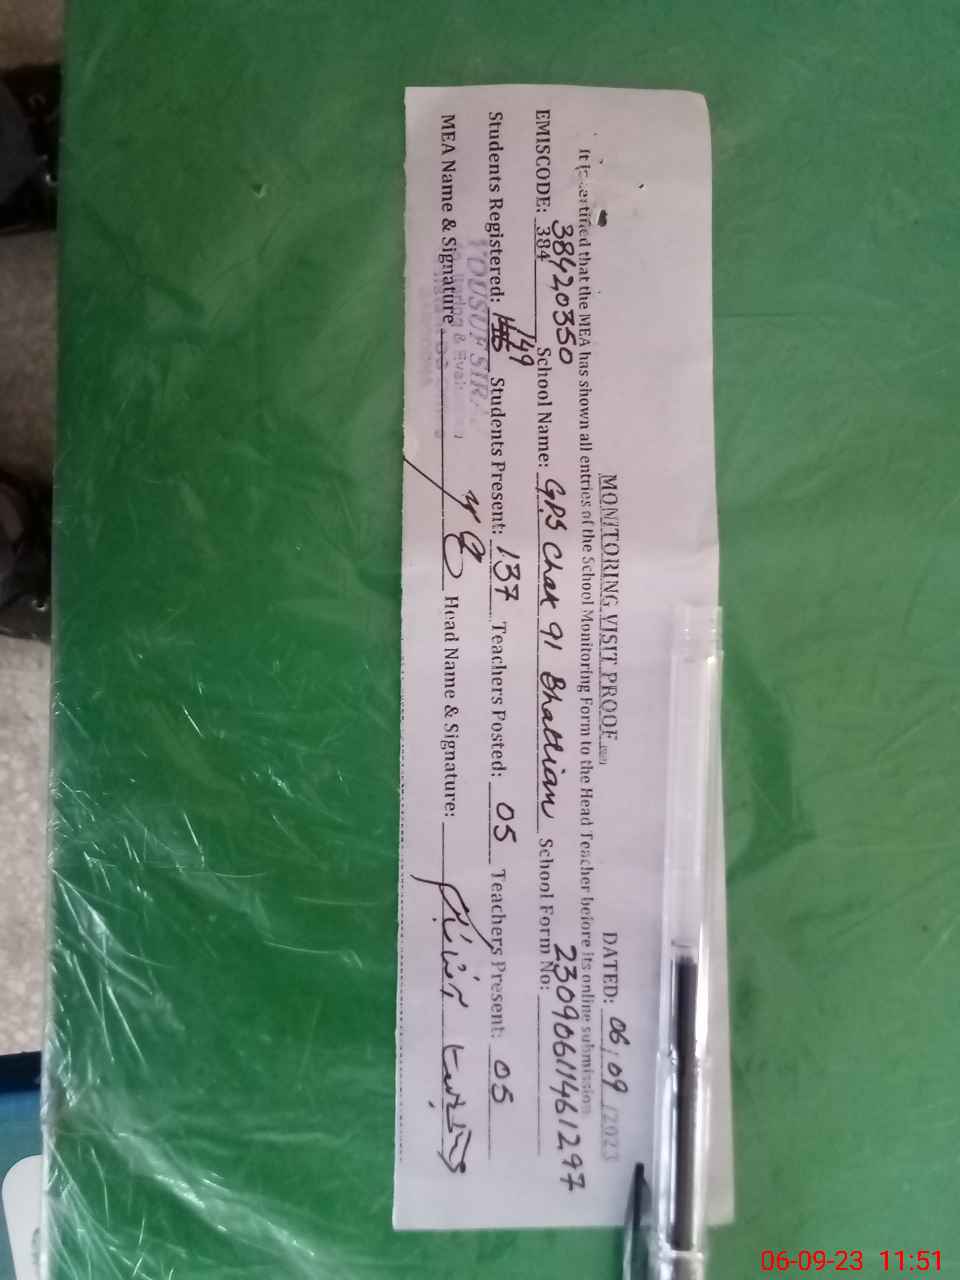 MONITORING VISIT PROOF
DATED: 06/09/2023
It is certified that the MEA has shown all entries of the School Monitoring Form to the Head Teacher before its online submission
38420350
23090611461297
EMISCODE: 384 School Name: GPS Chak 91 Bhattian School Form No:
149
Students Registered: Students Present: 137 Teachers Posted: 05 Teachers Present: 05
YOUSUF SIRAJ
MEA Name & Signature Head Name & Signature:
06-09-23 11:51